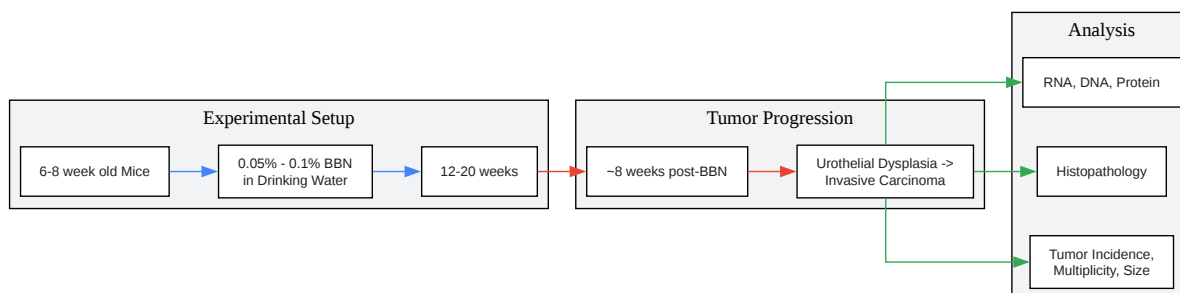 Experimental Setup
6-8 week old Mice
0.05% - 0.1% BBN
in Drinking Water
12-20 weeks
Tumor Progression
~8 weeks post-BBN
Urothelial Dysplasia ->
Invasive Carcinoma
Analysis
RNA, DNA, Protein
Histopathology
Tumor Incidence,
Multiplicity, Size